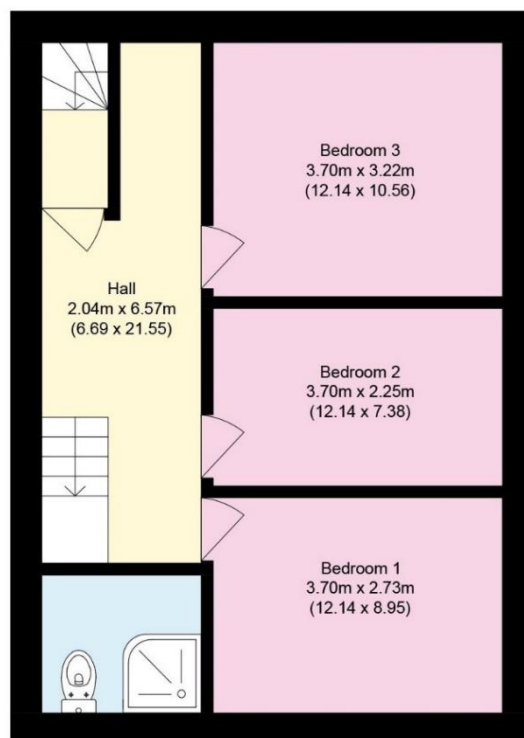 Bedroom 3
3.70m x 3.22m
(12.14 x 10.56)
Hall
2.04m x 6.57m
(6.69 x 21.55)
Bedroom 2
3.70m x 2.25m
(12.14 x 7.38)
Bedroom 1
3.70m x 2.73m
(12.14 x 8.95)